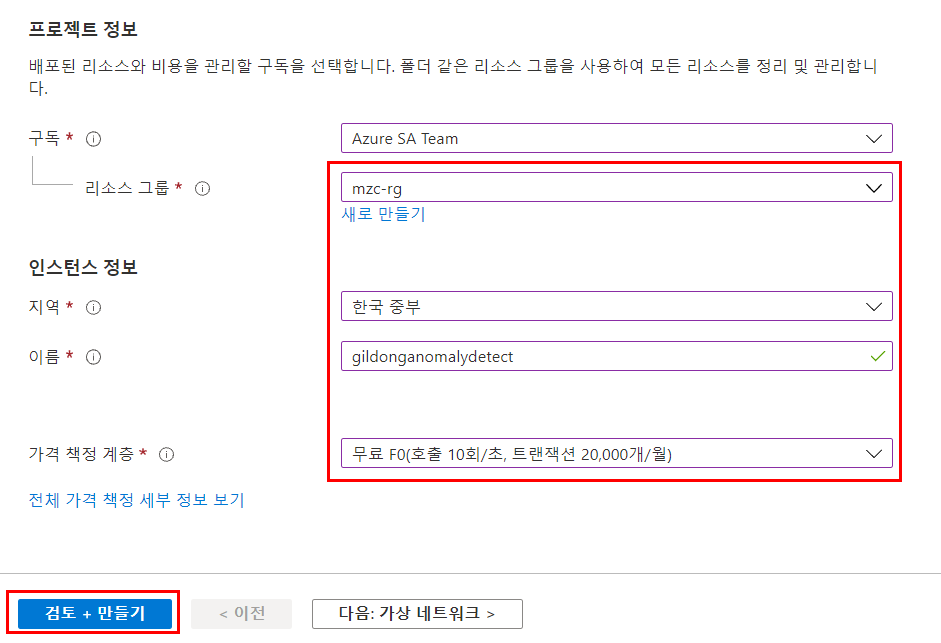 프로젝트 정보
배포된 리소스와 비용을 관리할 구독을 선택합니다. 폴더 같은 리소스 그룹을 사용하여 모든 리소스를 정리 및 관리합니
다.
구독 * Azure SA Team
리소스 그룹 * mzc-rg
새로 만들기
인스턴스 정보
지역 * 한국 중부
이름 * gildonganomalydetect
가격 책정 계층 * 무료 F0(호출 10회/초, 트랜잭션 20,000개/월)
전체 가격 책정 세부 정보 보기
검토 + 만들기 < 이전 다음: 가상 네트워크 >